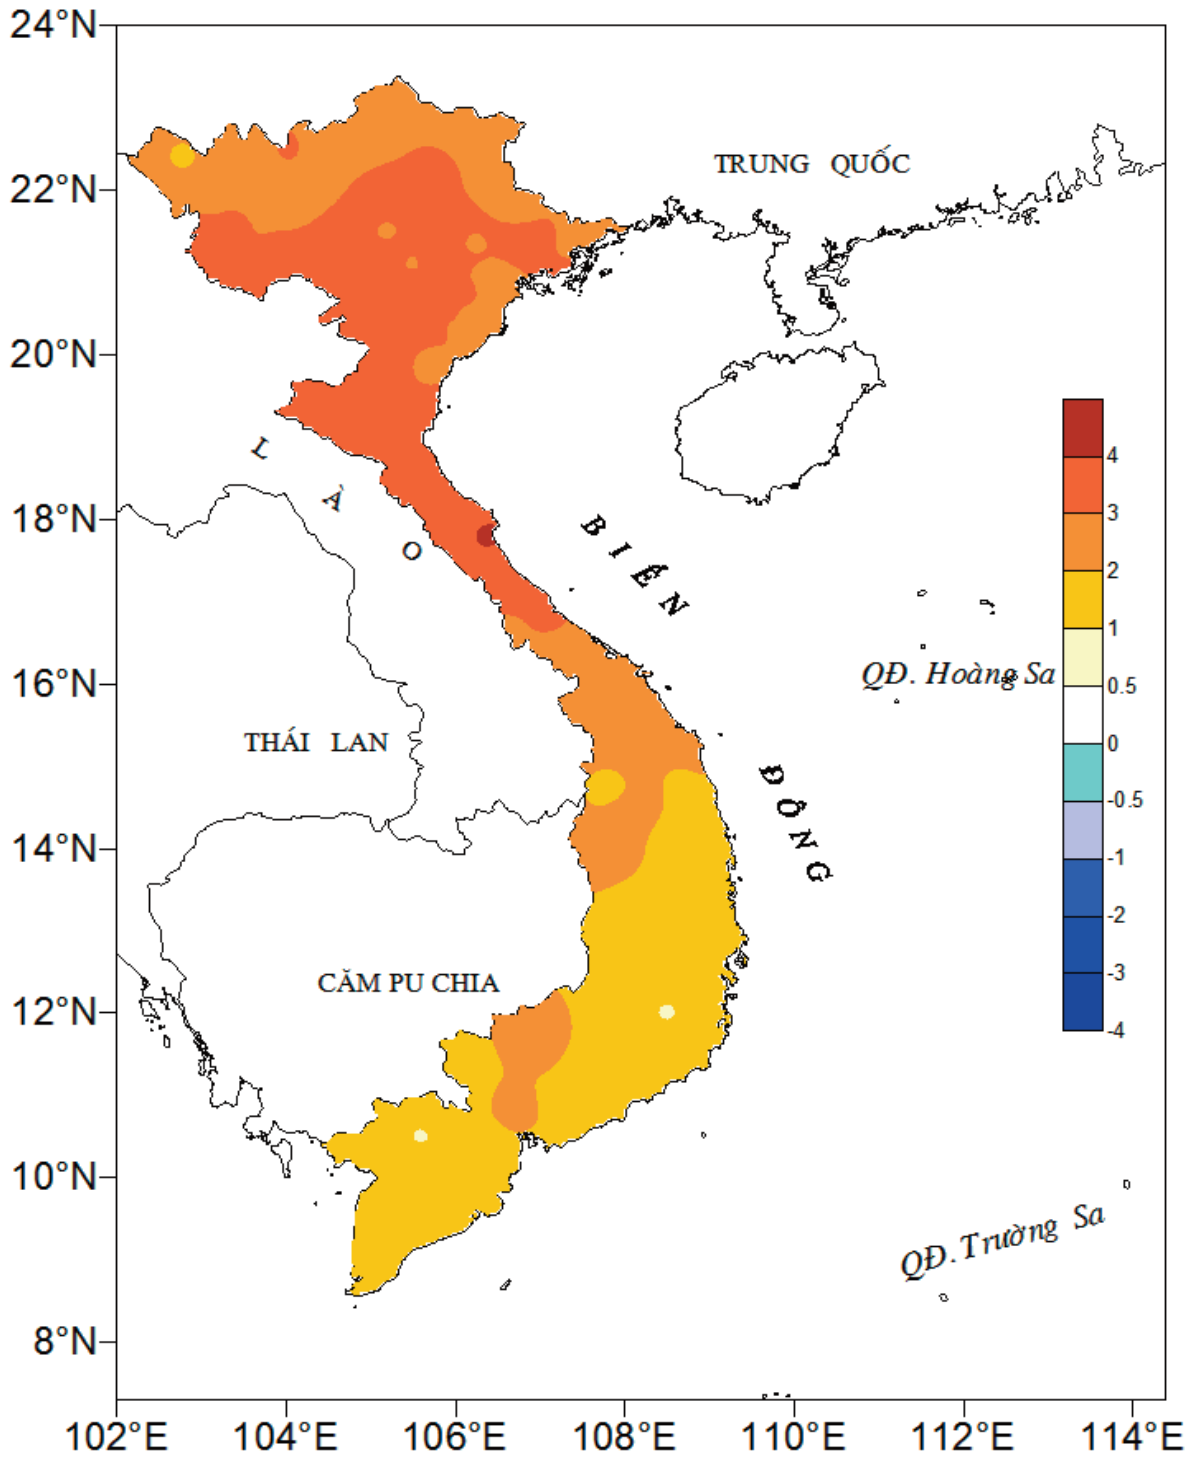 24°N
22°N
20°N
18°N
16°N
14°N
12°N
10°N
8°N
102°E 104°E 106°E 108°E 110°E 112°E 114°E
TRUNG QUỐC
LÀO
BIỂN
ĐÔNG
QĐ. Hoàng Sa
THÁI LAN
CĂM PU CHIA
QĐ. Trường Sa
4
3
2
1
0.5
0
-0.5
-1
-2
-3
-4